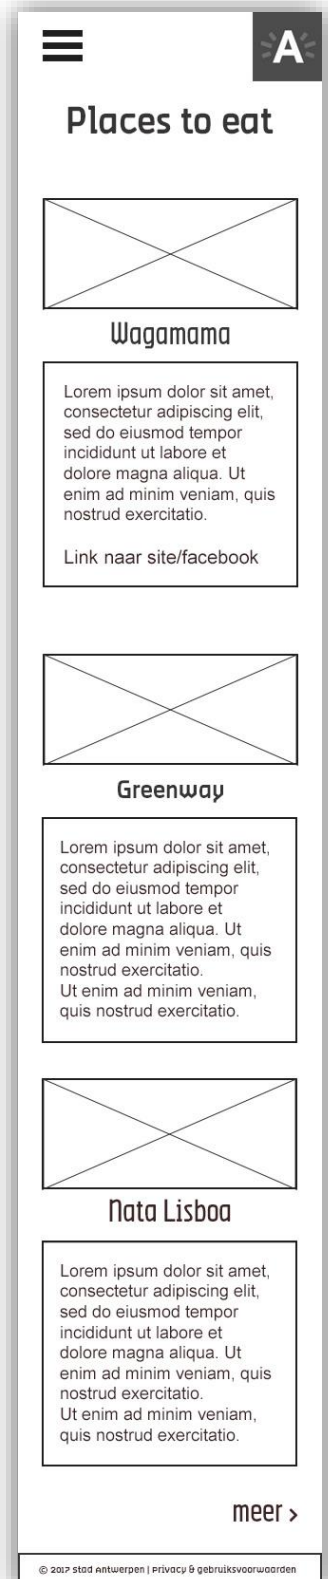 A
Places to eat
Wagamama
Lorem ipsum dolor sit amet,
consectetur adipiscing elit,
sed do eiusmod tempor
incididunt ut labore et
dolore magna aliqua. Ut
enim ad minim veniam, quis
nostrud exercitatio.
Link naar site/facebook
Greenway
Lorem ipsum dolor sit amet,
consectetur adipiscing elit,
sed do eiusmod tempor
incididunt ut labore et
dolore magna aliqua. Ut
enim ad minim veniam, quis
nostrud exercitatio.
Ut enim ad minim veniam,
quis nostrud exercitatio.
Nata Lisboa
Lorem ipsum dolor sit amet,
consectetur adipiscing elit,
sed do eiusmod tempor
incididunt ut labore et
dolore magna aliqua. Ut
enim ad minim veniam, quis
nostrud exercitatio.
Ut enim ad minim veniam,
quis nostrud exercitatio.
meer >
© 2017 Stad Antwerpen | Privacy & gebruiksvoorwaarden